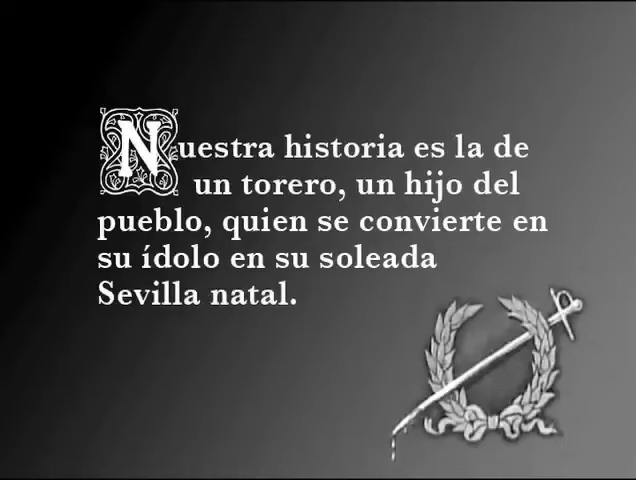 Nuestra historia es la de
un torero, un hijo del
pueblo, quien se convierte en
su ídolo en su soleada
Sevilla natal.